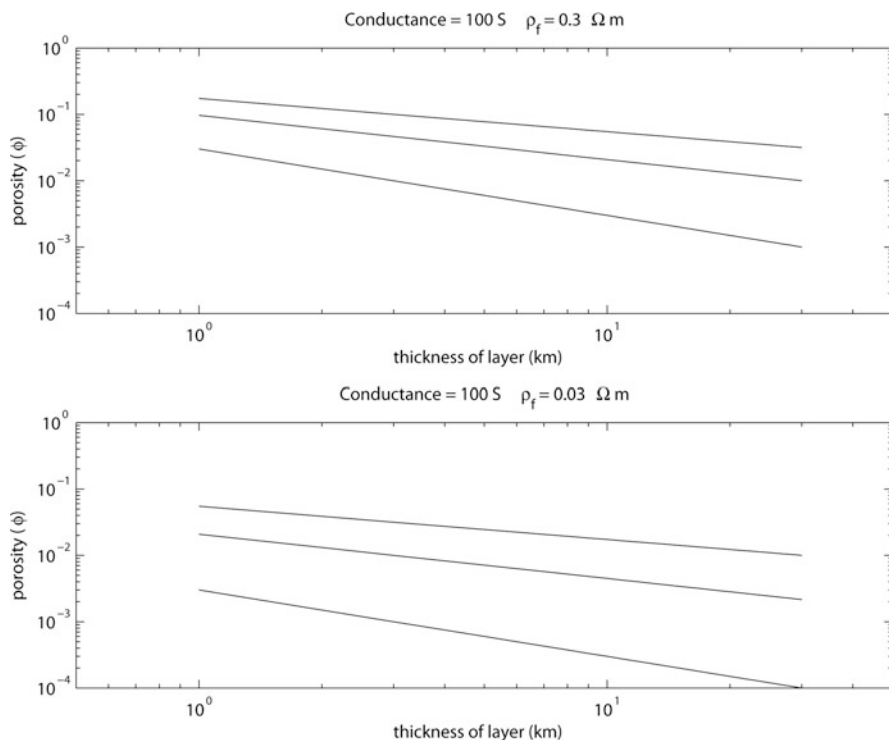 Conductance = 100 S ρf = 0.3 Ω m
10^0
10^-1
10^-2
10^-3
10^-4
porosity (ϕ)
10^0 10^1
thickness of layer (km)
Conductance = 100 S ρf = 0.03 Ω m
10^0
10^-1
10^-2
10^-3
10^-4
porosity (ϕ)
10^0 10^1
thickness of layer (km)